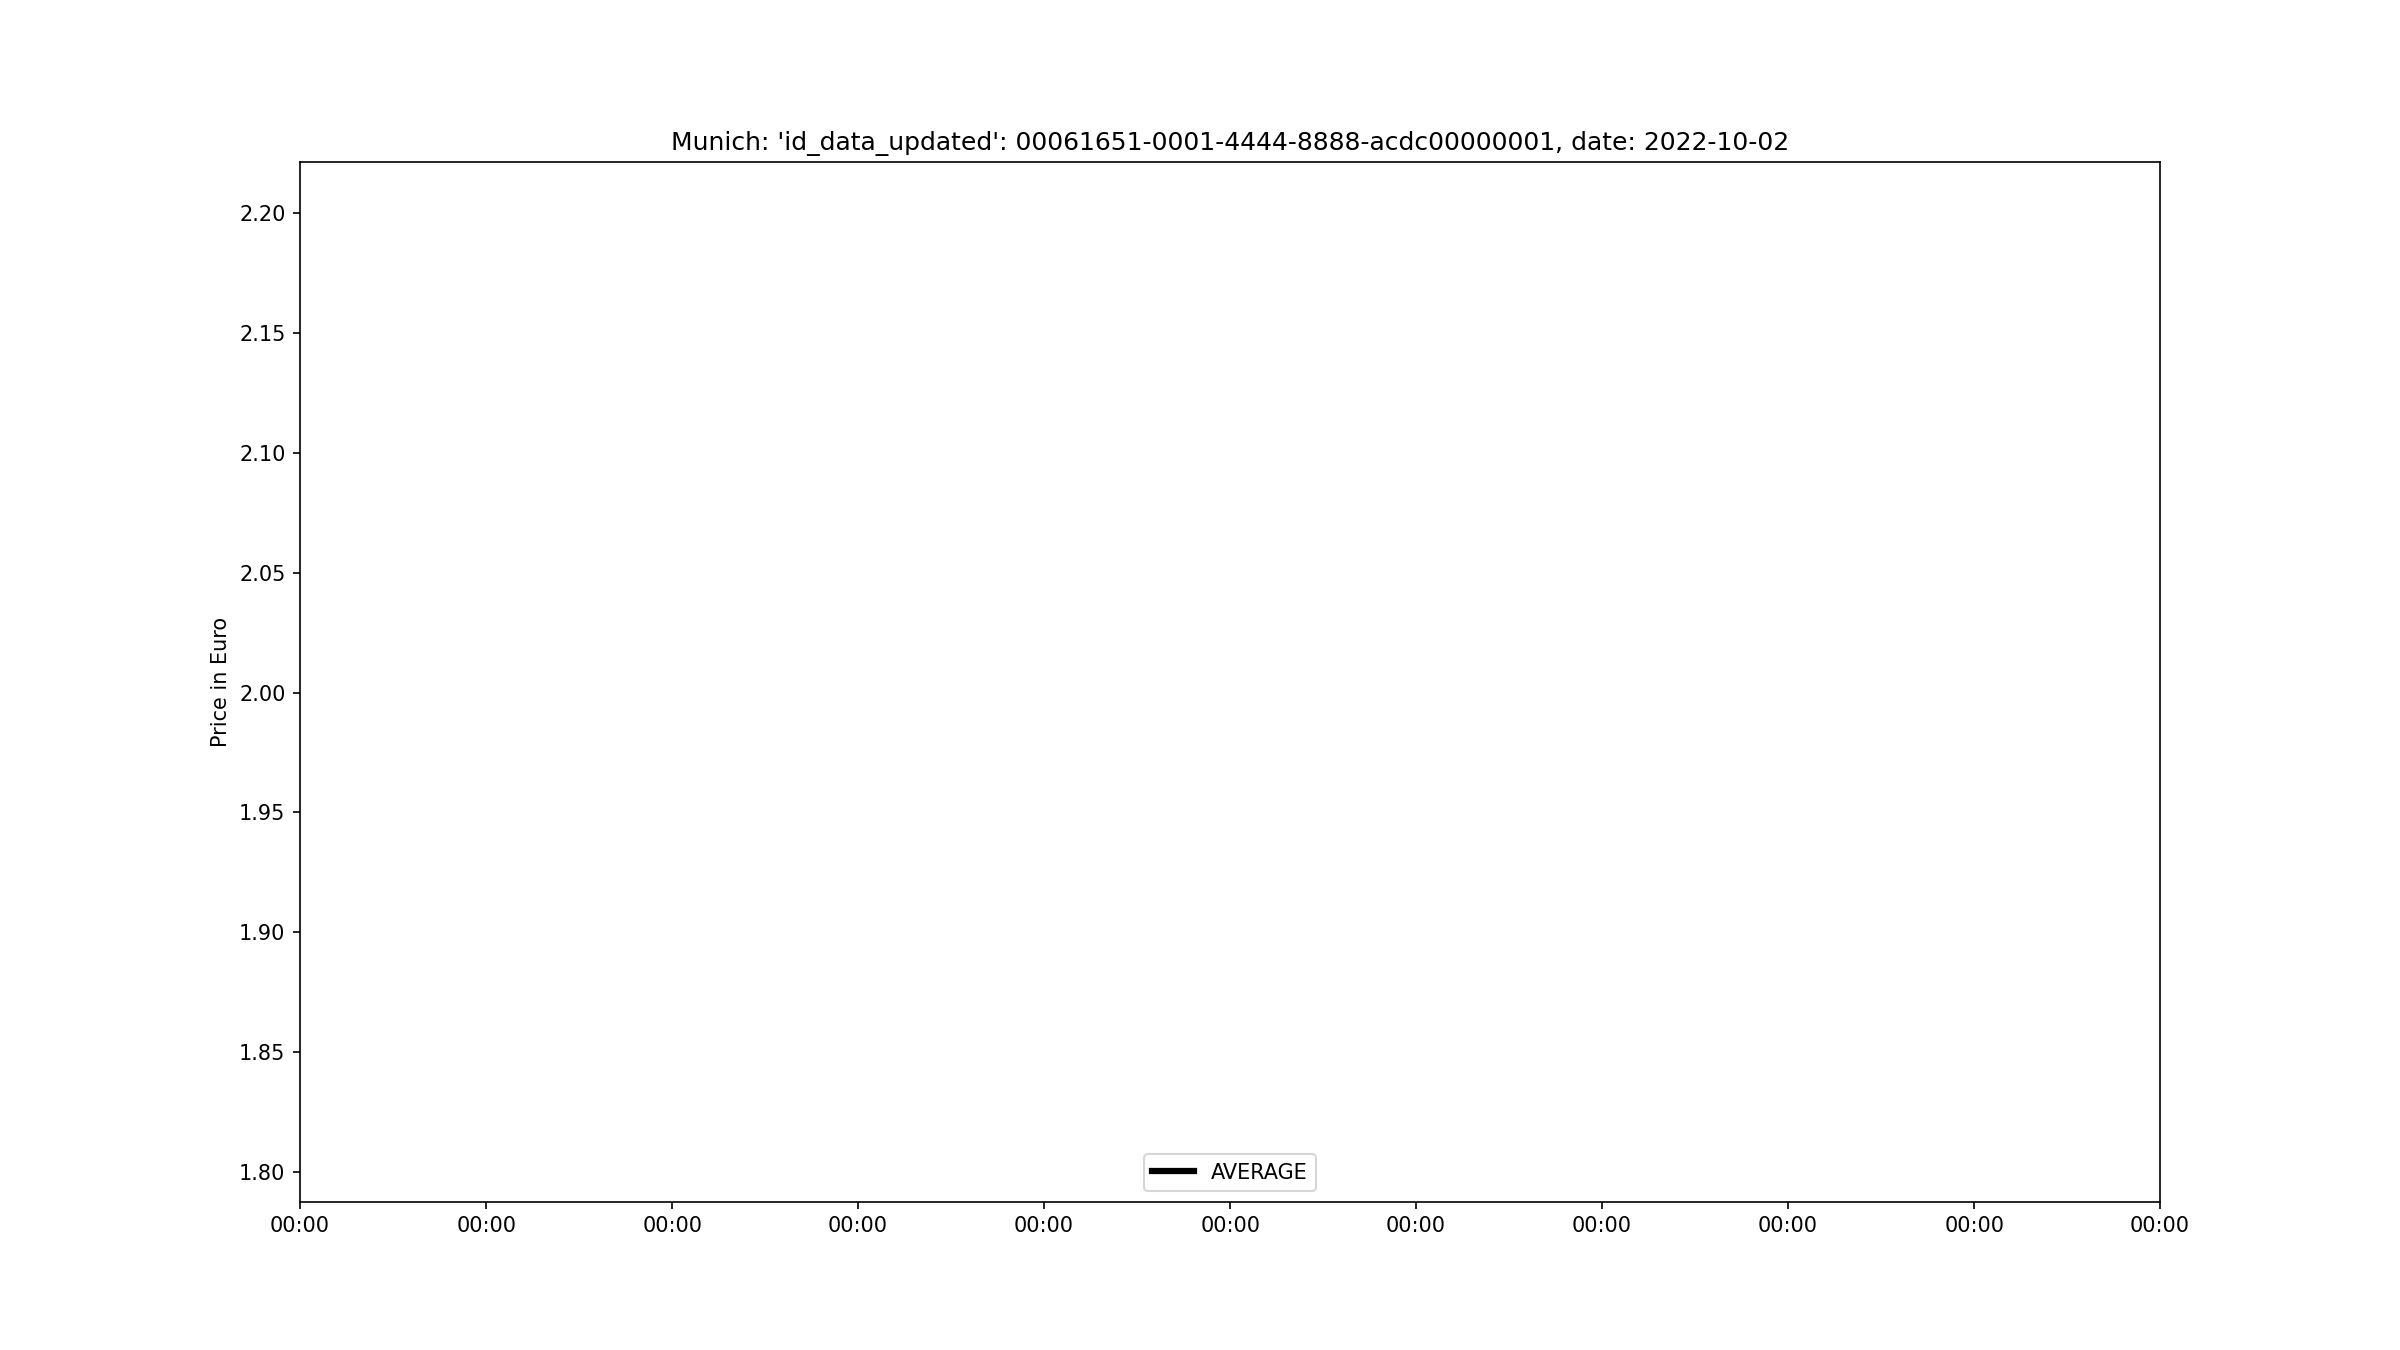 Munich: 'id_data_updated': 00061651-0001-4444-8888-acdc00000001, date: 2022-10-02
2.20
2.15
2.10
2.05
2.00
1.95
1.90
1.85
1.80
Price in Euro
AVERAGE
00:00 00:00 00:00 00:00 00:00 00:00 00:00 00:00 00:00 00:00 00:00